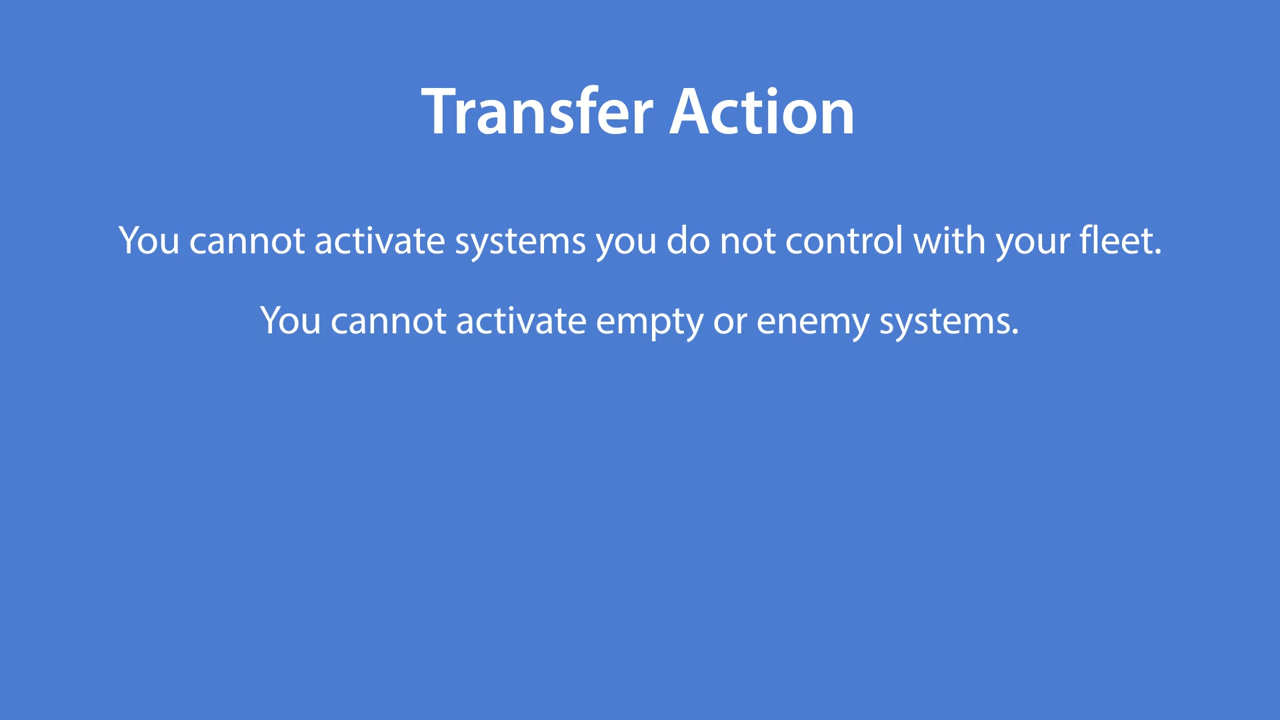 Transfer Action
You cannot activate systems you do not control with your fleet.
You cannot activate empty or enemy systems.